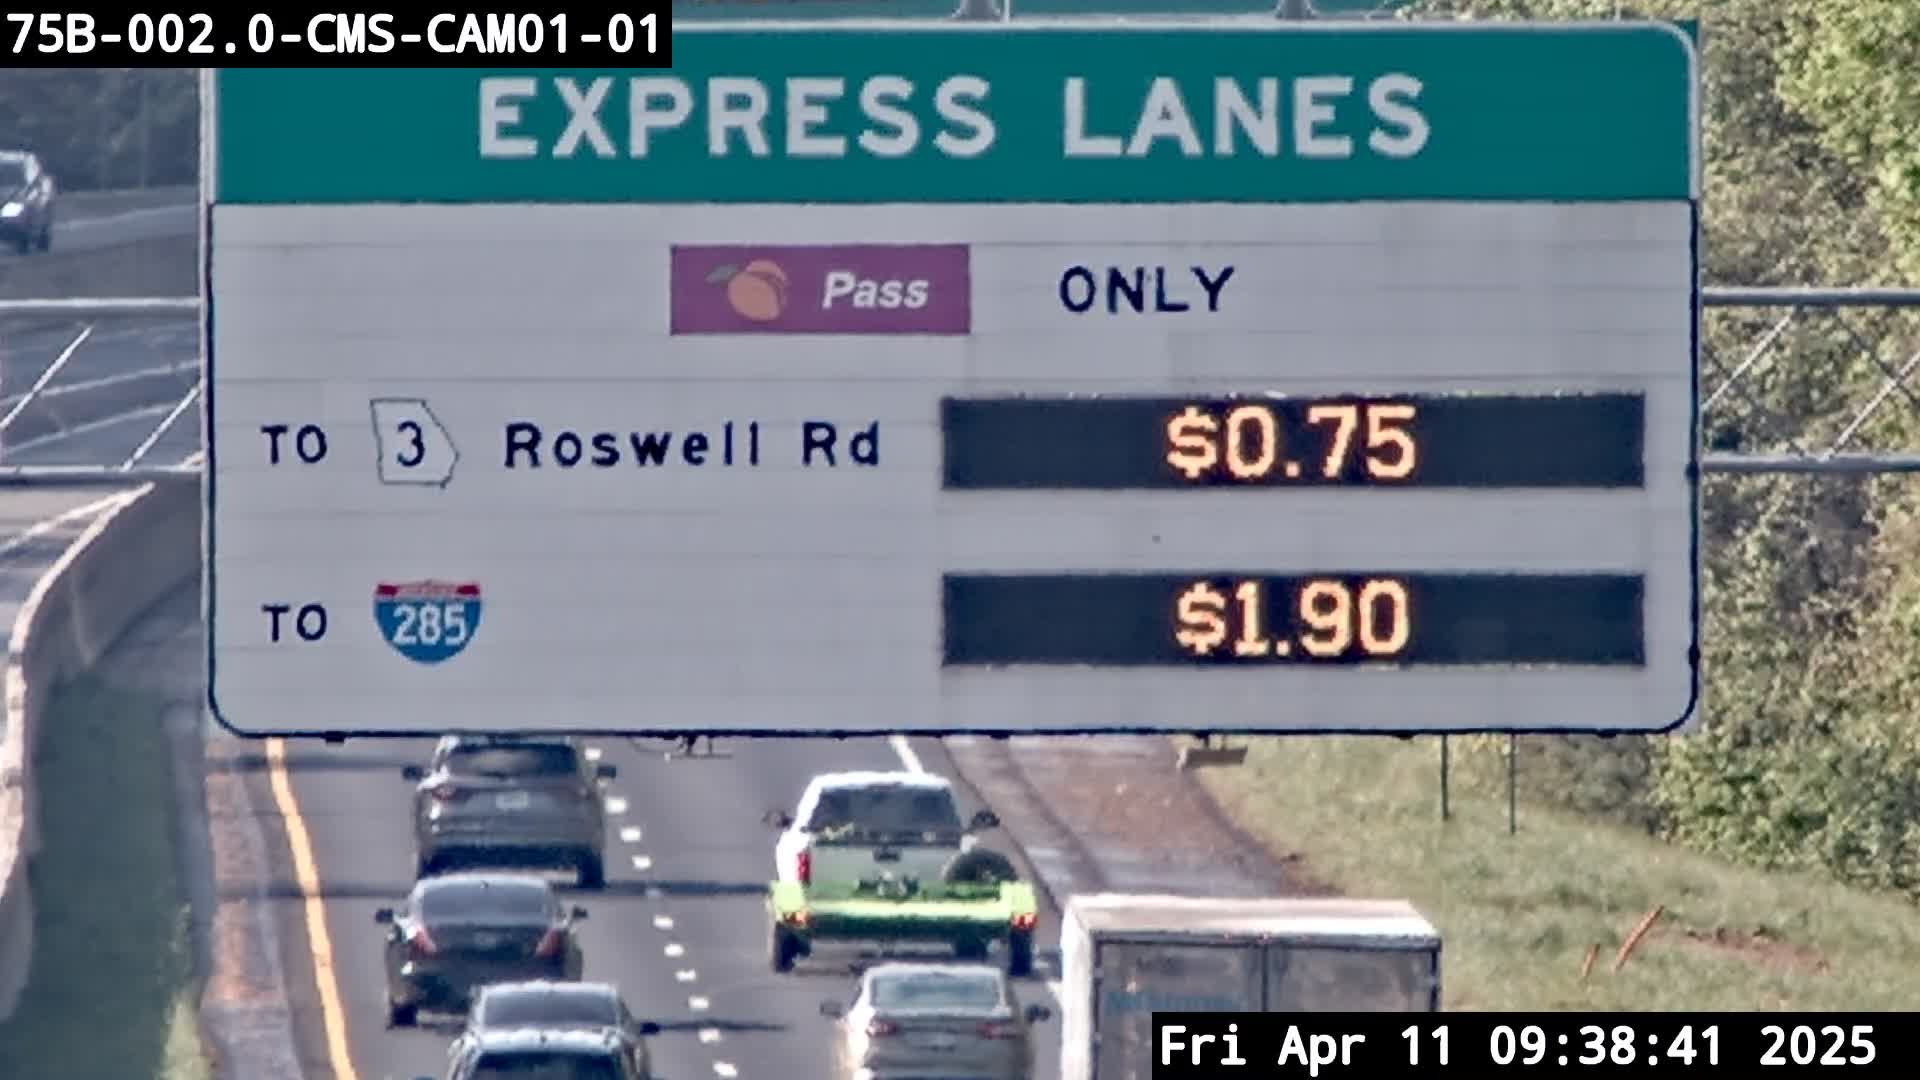 75B-002.0-CMS-CAM01-01
EXPRESS LANES
Pass ONLY
TO 3 Roswell Rd $0.75
TO 285 $1.90
Fri Apr 11 09:38:41 2025